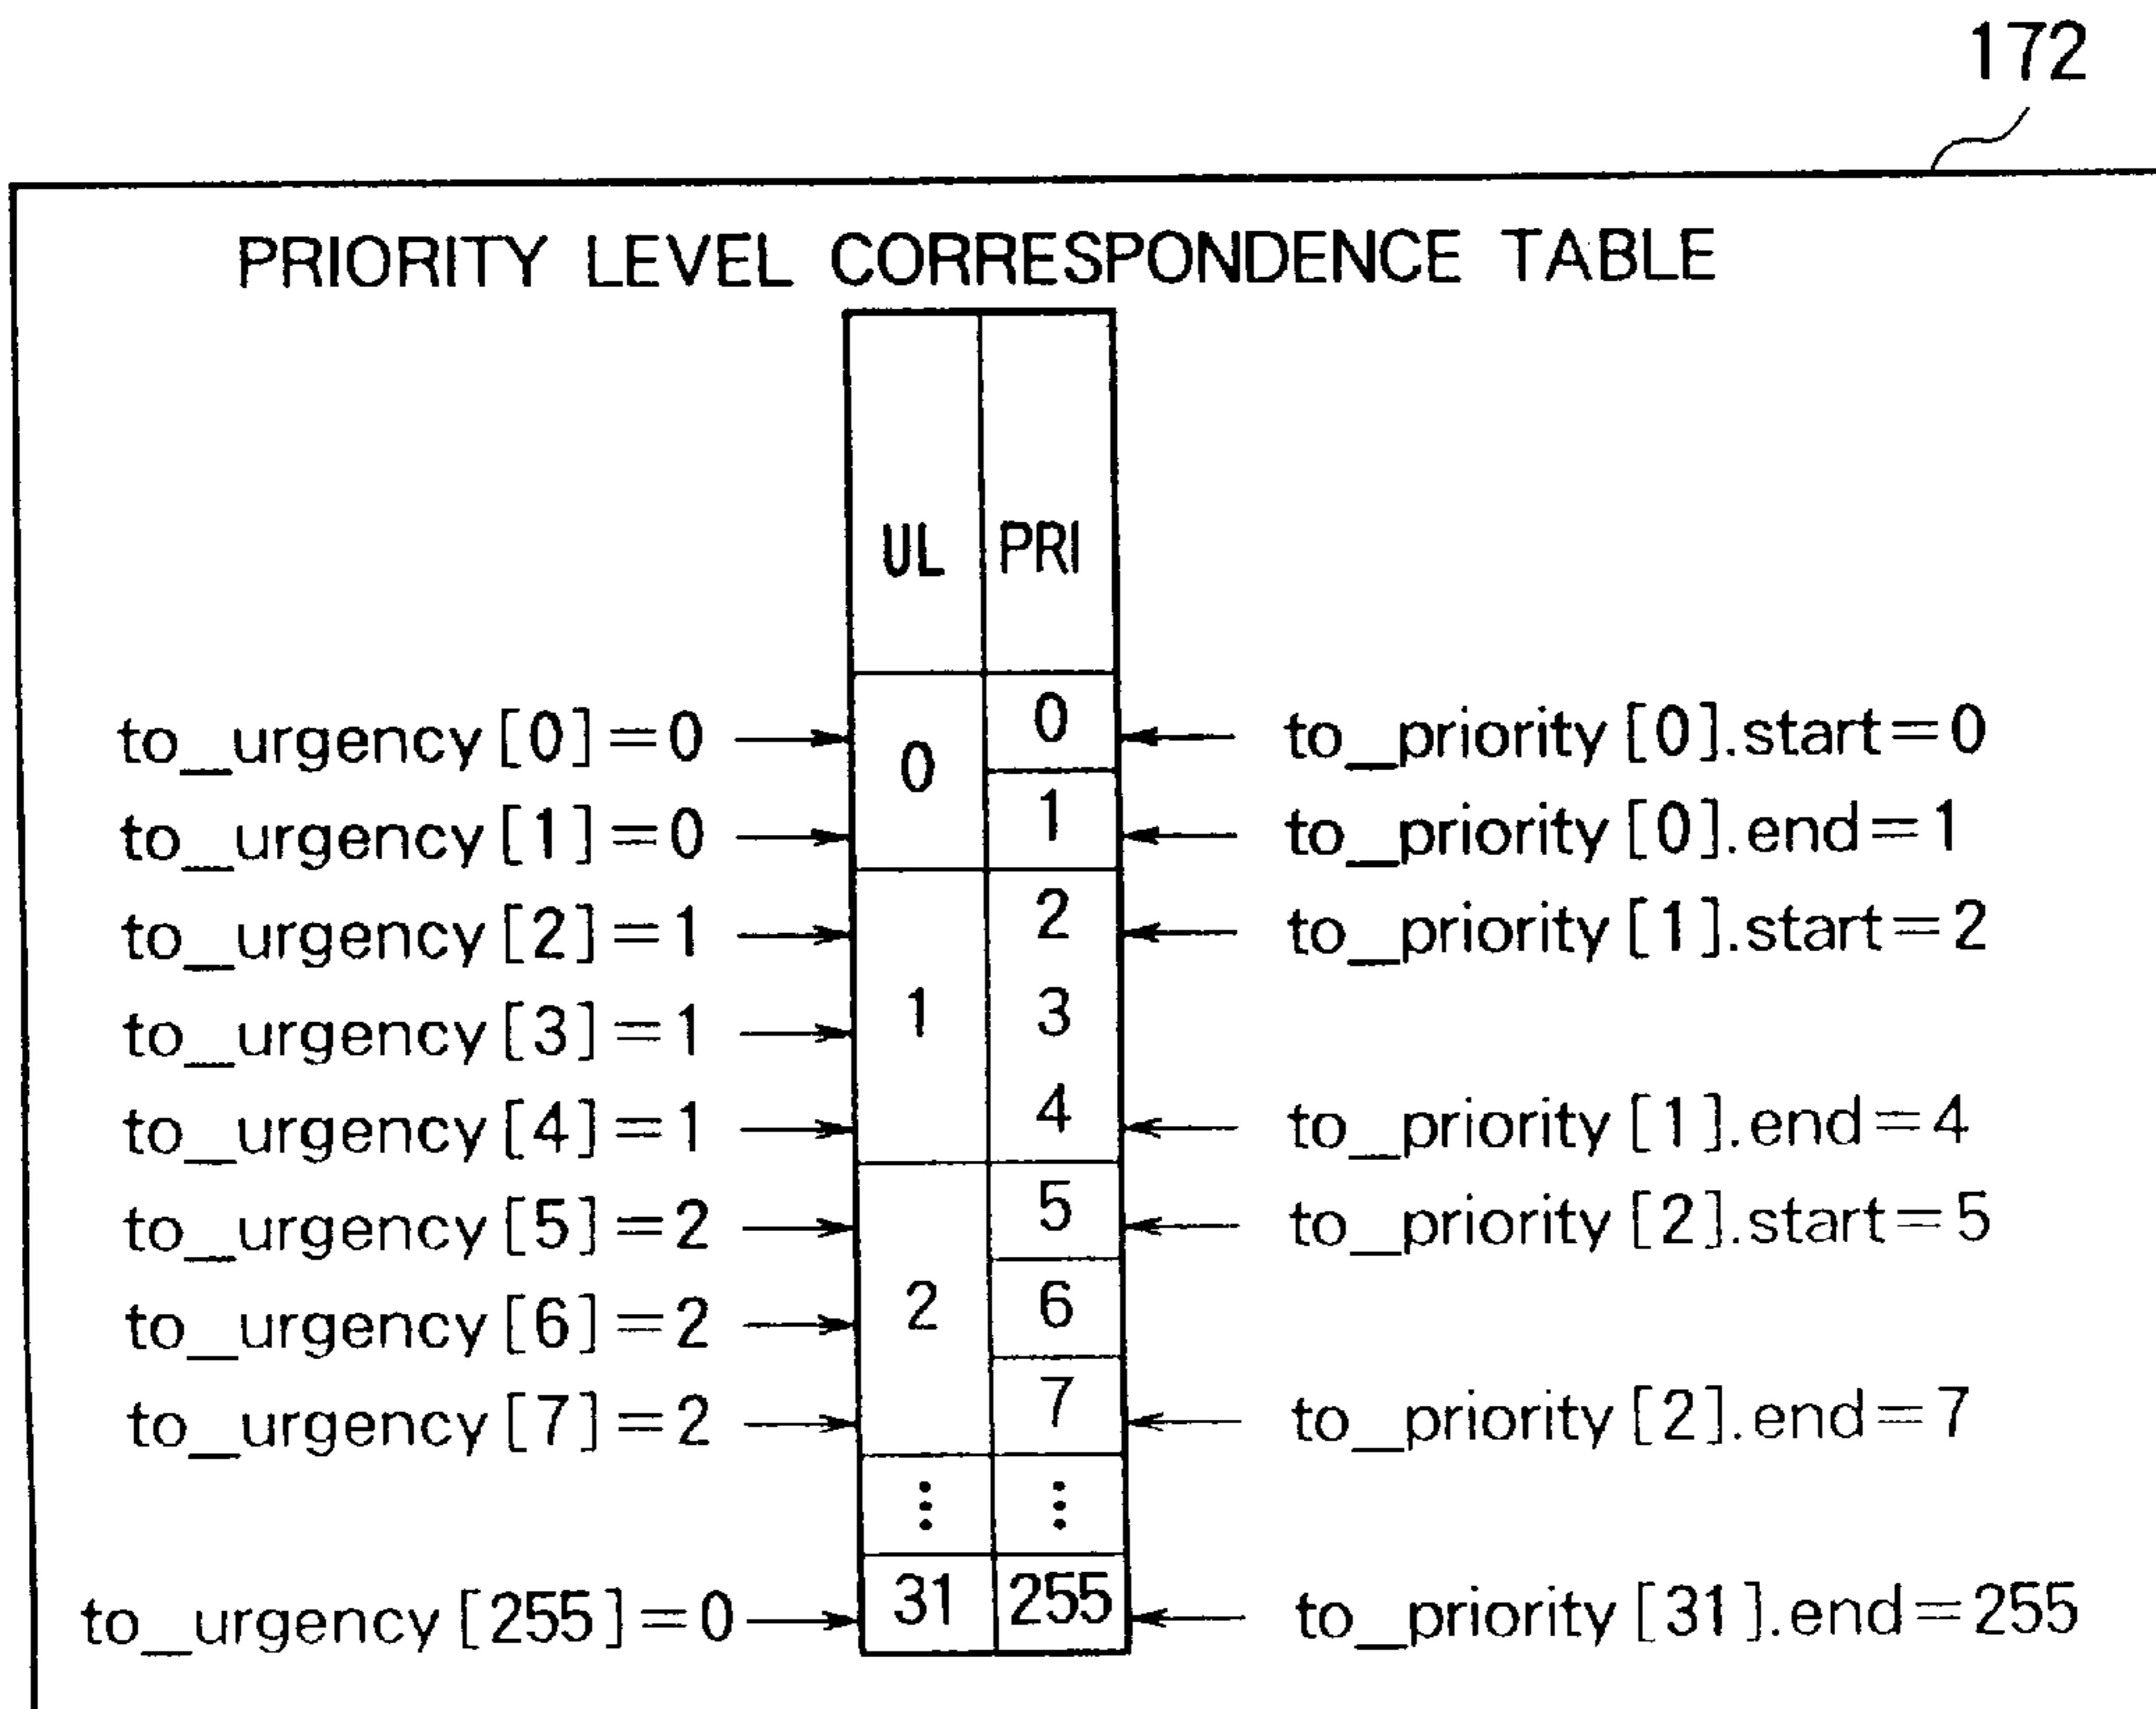 172
PRIORITY LEVEL CORRESPONDENCE TABLE
UL PRI
to_urgency[0]=0 0 0 to_priority[0].start=0
to_urgency[1]=0 1 to_priority[0].end=1
to_urgency[2]=1 2 to_priority[1].start=2
to_urgency[3]=1 1 3
to_urgency[4]=1 4 to_priority[1].end=4
to_urgency[5]=2 5 to_priority[2].start=5
to_urgency[6]=2 2 6
to_urgency[7]=2 7 to_priority[2].end=7
⋮ ⋮
to_urgency[255]=0 31 255 to_priority[31].end=255